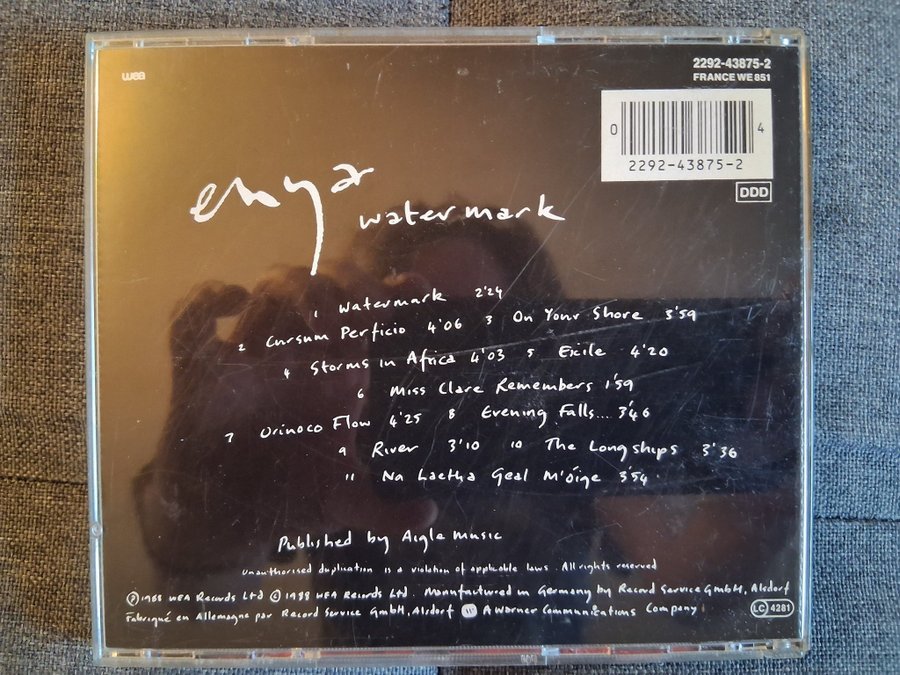 wea
2292-43875-2
FRANCE WE 851
0 4
2292-43875-2
DDD
enya
watermark
1 Watermark 2'24
2 Cursum Perficio 4'06 3 On Your Shore 3'59
4 Storms in Africa 4'03 5 Exile 4'20
6 Miss Clare Remembers 1'59
7 Orinoco Flow 4'25 8 Evening Falls... 3'46
9 River 3'10 10 The Longships 3'36
11 Na Laetha Geal M'óige 3'54
Published by Aigle Music
Unauthorised duplication is a violation of applicable laws. All rights reserved
℗ 1988 WEA Records Ltd © 1988 WEA Records Ltd. Manufactured in Germany by Record Service GmbH, Alsdorf
Fabriqué en Allemagne par Record Service GmbH, Alsdorf A Warner Communications Company
LC 4281